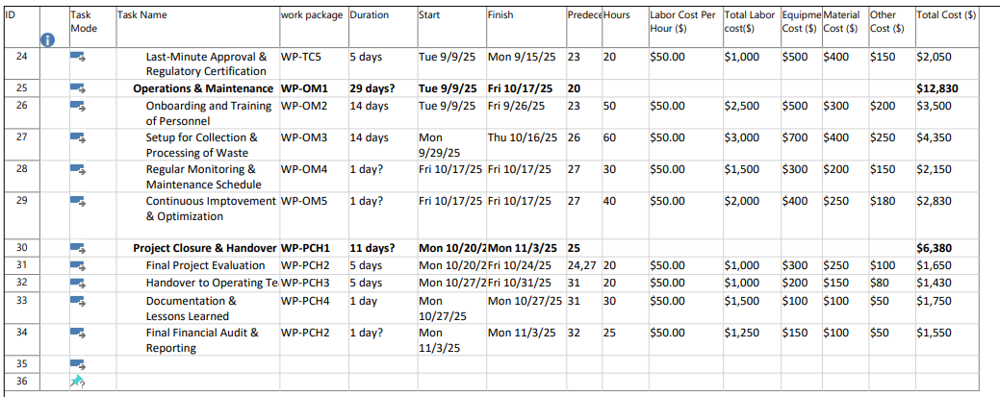 ID Task Mode Task Name work package Duration Start Finish Predece Hours Labor Cost Per Hour ($) Total Labor cost($) Equipme Cost ($) Material Cost ($) Other Cost ($) Total Cost ($)
24 Last-Minute Approval & Regulatory Certification WP-TC5 5 days Tue 9/9/25 Mon 9/15/25 23 20 $50.00 $1,000 $500 $400 $150 $2,050
25 Operations & Maintenance WP-OM1 29 days? Tue 9/9/25 Fri 10/17/25 20 $12,830
26 Onboarding and Training of Personnel WP-OM2 14 days Tue 9/9/25 Fri 9/26/25 23 50 $50.00 $2,500 $500 $300 $200 $3,500
27 Setup for Collection & Processing of Waste WP-OM3 14 days Mon 9/29/25 Thu 10/16/25 26 60 $50.00 $3,000 $700 $400 $250 $4,350
28 Regular Monitoring & Maintenance Schedule WP-OM4 1 day? Fri 10/17/25 Fri 10/17/25 27 30 $50.00 $1,500 $300 $200 $150 $2,150
29 Continuous Imptovement & Optimization WP-OM5 1 day? Fri 10/17/25 Fri 10/17/25 27 40 $50.00 $2,000 $400 $250 $180 $2,830
30 Project Closure & Handover WP-PCH1 11 days? Mon 10/20/2 Mon 11/3/25 25 $6,380
31 Final Project Evaluation WP-PCH2 5 days Mon 10/20/2 Fri 10/24/25 24,27 20 $50.00 $1,000 $300 $250 $100 $1,650
32 Handover to Operating Te WP-PCH3 5 days Mon 10/27/2 Fri 10/31/25 31 20 $50.00 $1,000 $200 $150 $80 $1,430
33 Documentation & Lessons Learned WP-PCH4 1 day Mon 10/27/25 Mon 10/27/25 31 30 $50.00 $1,500 $100 $100 $50 $1,750
34 Final Financial Audit & Reporting WP-PCH2 1 day? Mon 11/3/25 Mon 11/3/25 32 25 $50.00 $1,250 $150 $100 $50 $1,550
35
36